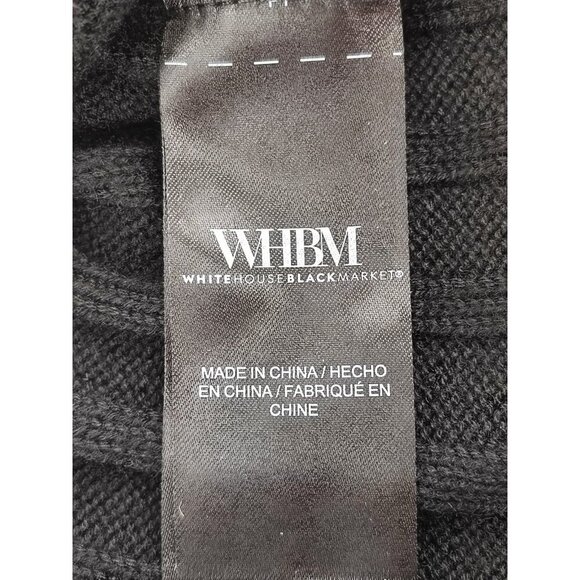 WHBM
WHITEHOUSEBLACKMARKET®
MADE IN CHINA / HECHO
EN CHINA / FABRIQUÉ EN
CHINE